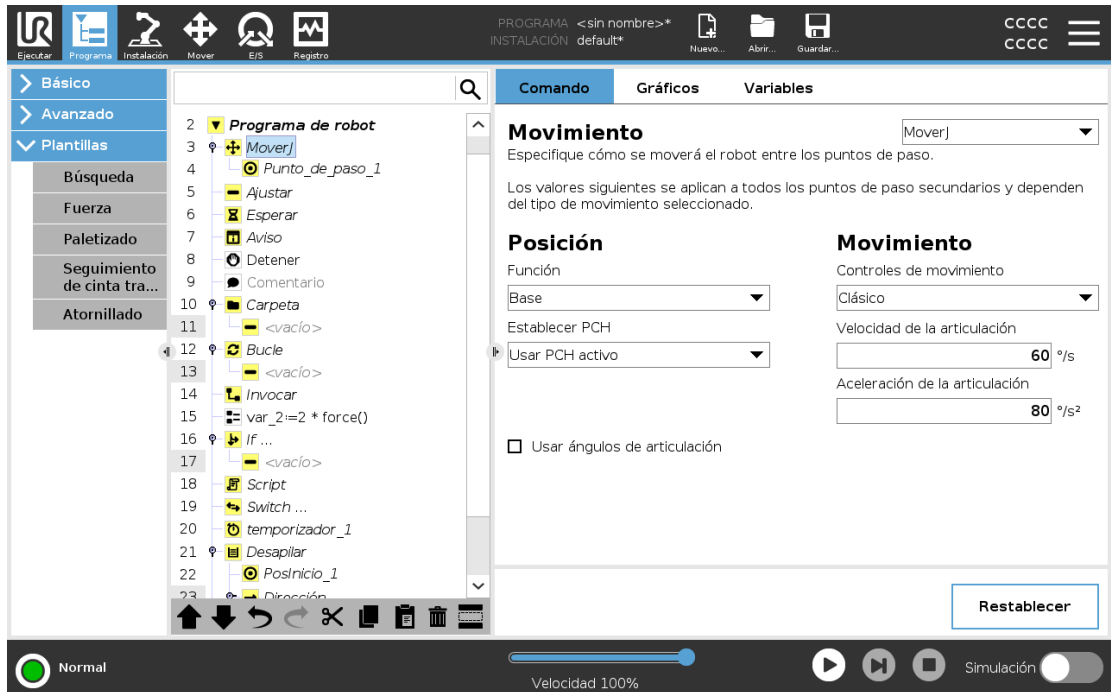 PROGRAMA <sin nombre>*
INSTALACIÓN default*
CCCC
CCCC
Ejecutar
Programa
Instalación
Mover
E/S
Registro
Nuevo...
Abrir...
Guardar...
Básico
Avanzado
Plantillas
Búsqueda
Fuerza
Paletizado
Seguimiento
de cinta tra...
Atornillado
2 Programa de robot
3 MoverJ
4 Punto_de_paso_1
5 Ajustar
6 Esperar
7 Aviso
8 Detener
9 Comentario
10 Carpeta
11 <vacío>
12 Bucle
13 <vacío>
14 Invocar
15 var_2:=2 * force()
16 If ...
17 <vacío>
18 Script
19 Switch ...
20 temporizador_1
21 Desapilar
22 PosInicio_1
23 Dirección
Comando
Gráficos
Variables
Movimiento
MoverJ
Especifique cómo se moverá el robot entre los puntos de paso.
Los valores siguientes se aplican a todos los puntos de paso secundarios y dependen
del tipo de movimiento seleccionado.
Posición
Función
Base
Establecer PCH
Usar PCH activo
Usar ángulos de articulación
Movimiento
Controles de movimiento
Clásico
Velocidad de la articulación
60 °/s
Aceleración de la articulación
80 °/s²
Restablecer
Normal
Velocidad 100%
Simulación